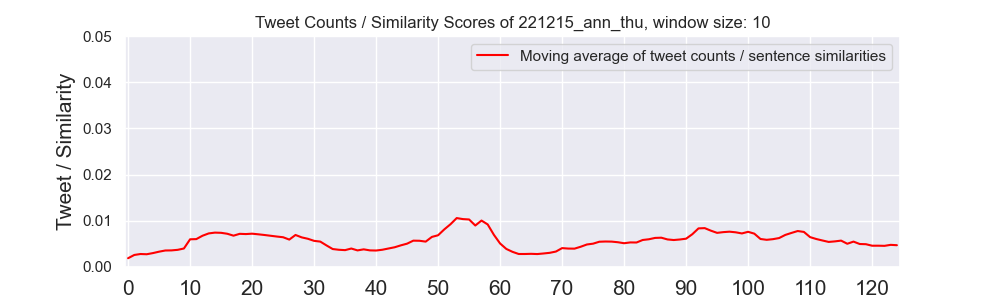 Tweet Counts / Similarity Scores of 221215_ann_thu, window size: 10
Moving average of tweet counts / sentence similarities
Tweet / Similarity
0.05
0.04
0.03
0.02
0.01
0.00
0 10 20 30 40 50 60 70 80 90 100 110 120